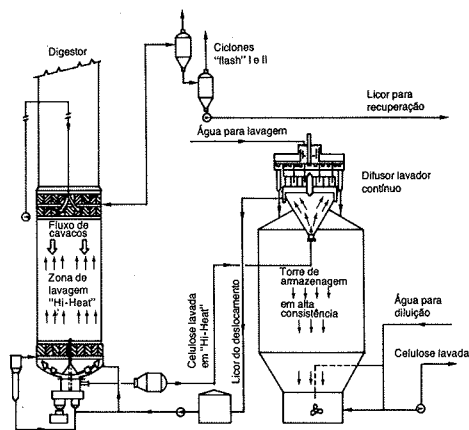 Digestor
Ciclones
"flash" I e II
Licor para
recuperação
Água para lavagem
Difusor lavador
contínuo
Fluxo de
cavacos
Zona de
lavagem
"Hi-Heat"
Celulose lavada
em "Hi-Heat"
Licor do deslocamento
Torre de
armazenagem
em alta
consistência
Água para
diluição
Celulose lavada